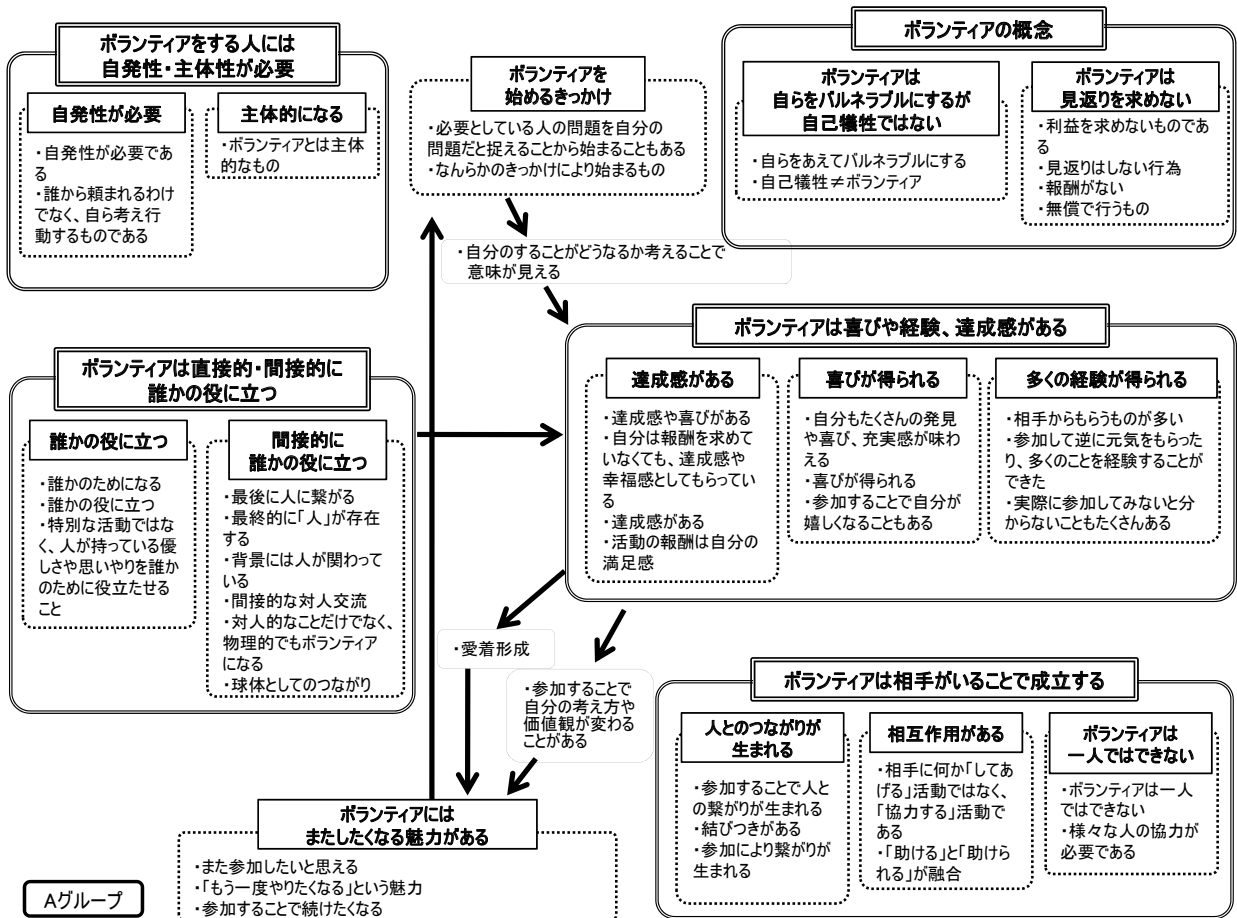 ボランティアをする人には
自発性・主体性が必要
自発性が必要
・自発性が必要であ
る
・誰から頼まれるわけ
でなく、自ら考え行
動するものである
主体的になる
・ボランティアとは主体
的なもの
ボランティアを
始めるきっかけ
・必要としている人の問題を自分の
問題だと捉えることから始まることもある
・なんらかのきっかけにより始まるもの
・自分のすることがどうなるか考えることで
意味が見える
ボランティアの概念
ボランティアは
自らをバルネラブルにするが
自己犠牲ではない
・自らをあえてバルネラブルにする
・自己犠牲≠ボランティア
ボランティアは
見返りを求めない
・利益を求めないものであ
る
・見返りはしない行為
・報酬がない
・無償で行うもの
ボランティアは直接的・間接的に
誰かの役に立つ
誰かの役に立つ
・誰かのためになる
・誰かの役に立つ
・特別な活動ではな
く、人が持っている優
しさや思いやりを誰か
のために役立たせる
こと
間接的に
誰かの役に立つ
・最後に人に繋がる
・最終的に「人」が存在
する
・背景には人が関わって
いる
・間接的な対人交流
・対人的なことだけでなく、
物理的でもボランティア
になる
・球体としてのつながり
ボランティアは喜びや経験、達成感がある
達成感がある
・達成感や喜びがある
・自分は報酬を求めて
いなくても、達成感や
幸福感としてもらってい
る
・達成感がある
・活動の報酬は自分の
満足感
喜びが得られる
・自分もたくさんの発見
や喜び、充実感が味わ
える
・喜びが得られる
・参加することで自分が
嬉しくなることもある
多くの経験が得られる
・相手からもらうものが多い
・参加して逆に元気をもらった
り、多くのことを経験することが
できた
・実際に参加してみないと分
からないこともたくさんある
・愛着形成
・参加することで
自分の考え方や
価値観が変わる
ことがある
ボランティアには
またしたくなる魅力がある
・また参加したいと思える
・「もう一度やりたくなる」という魅力
・参加することで続けたくなる
ボランティアは相手がいることで成立する
人とのつながりが
生まれる
・参加することで人と
の繋がりが生まれる
・結びつきがある
・参加により繋がりが
生まれる
相互作用がある
・相手に何か「してあ
げる」活動ではなく、
「協力する」活動で
ある
・「助ける」と「助けら
れる」が融合
ボランティアは
一人ではできない
・ボランティアは一人
ではできない
・様々な人の協力が
必要である
Aグループ